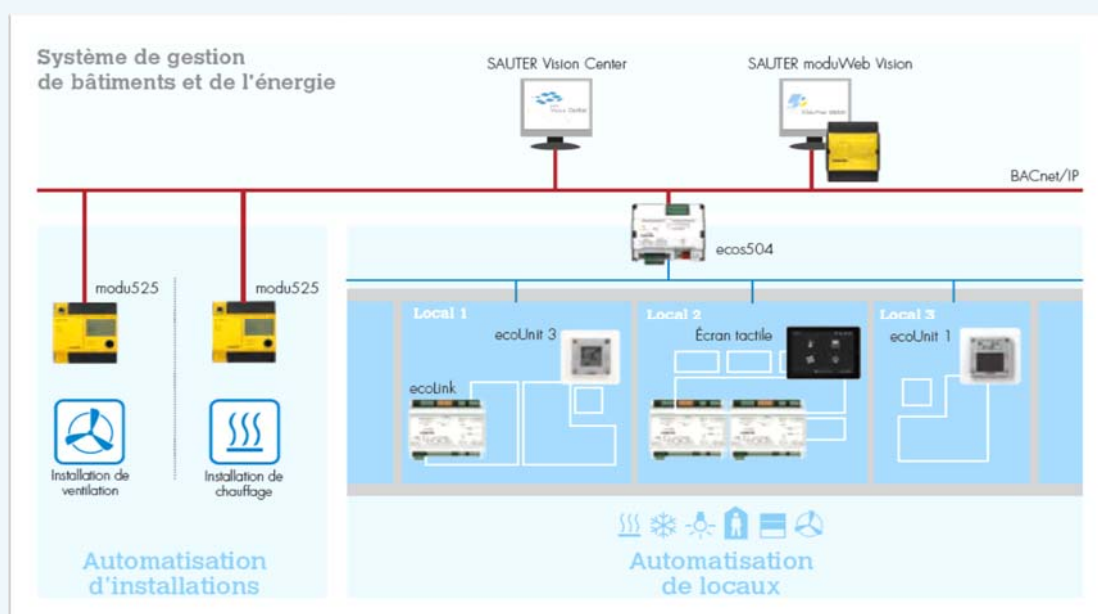 Système de gestion
de bâtiments et de l'énergie
SAUTER Vision Center
SAUTER moduWeb Vision
BACnet/IP
ecos504
modu525
modu525
Local 1
Local 2
Local 3
ecoUnit 3
Écran tactile
ecoUnit 1
ecoLink
Installation de
ventilation
Installation de
chauffage
Automatisation
d'installations
Automatisation
de locaux